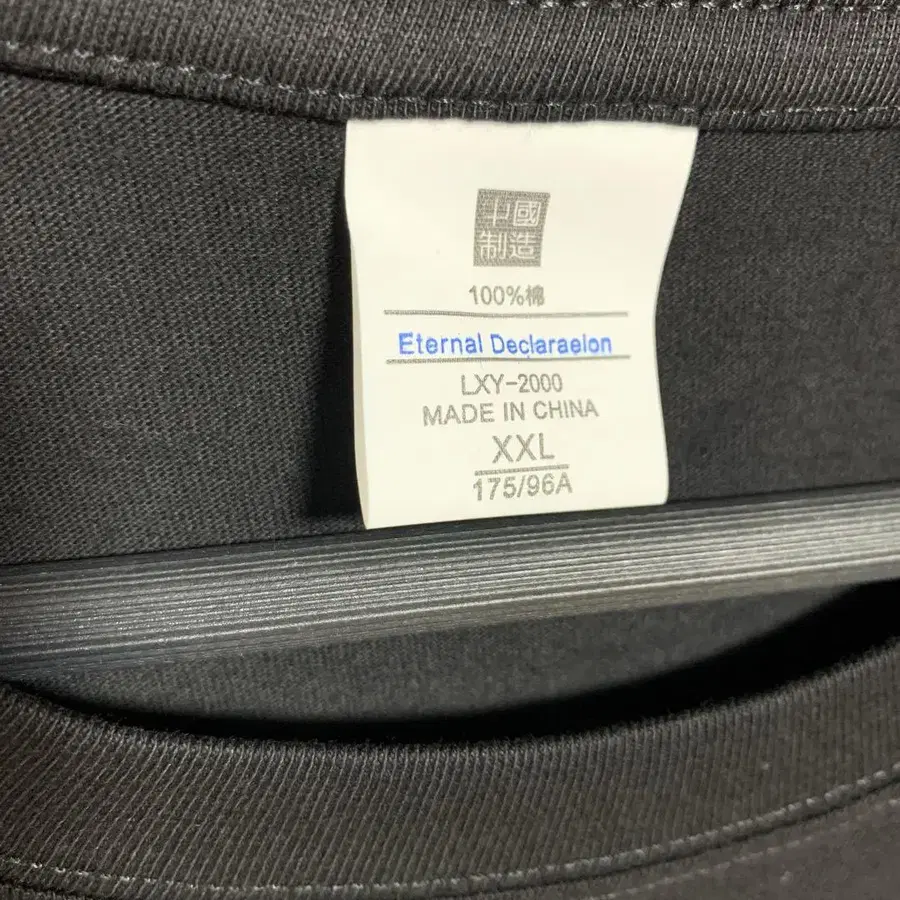 中國
制造
100%棉
Eternal Declaraelon
LXY-2000
MADE IN CHINA
XXL
175/96A